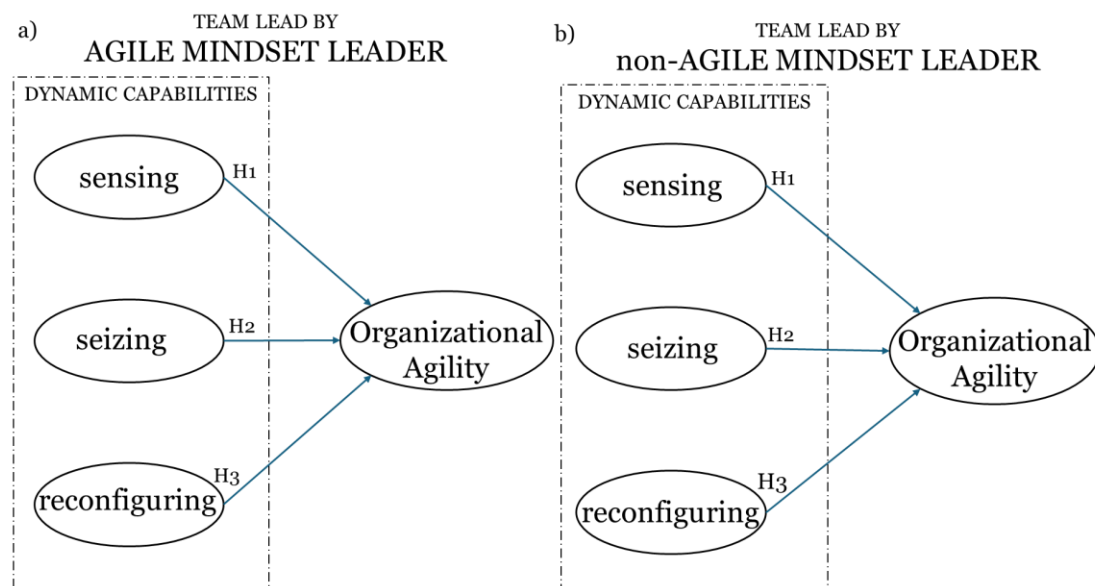 a)
TEAM LEAD BY
AGILE MINDSET LEADER
DYNAMIC CAPABILITIES
sensing
H1
seizing
H2
reconfiguring
H3
Organizational
Agility
b)
TEAM LEAD BY
non-AGILE MINDSET LEADER
DYNAMIC CAPABILITIES
sensing
H1
seizing
H2
reconfiguring
H3
Organizational
Agility